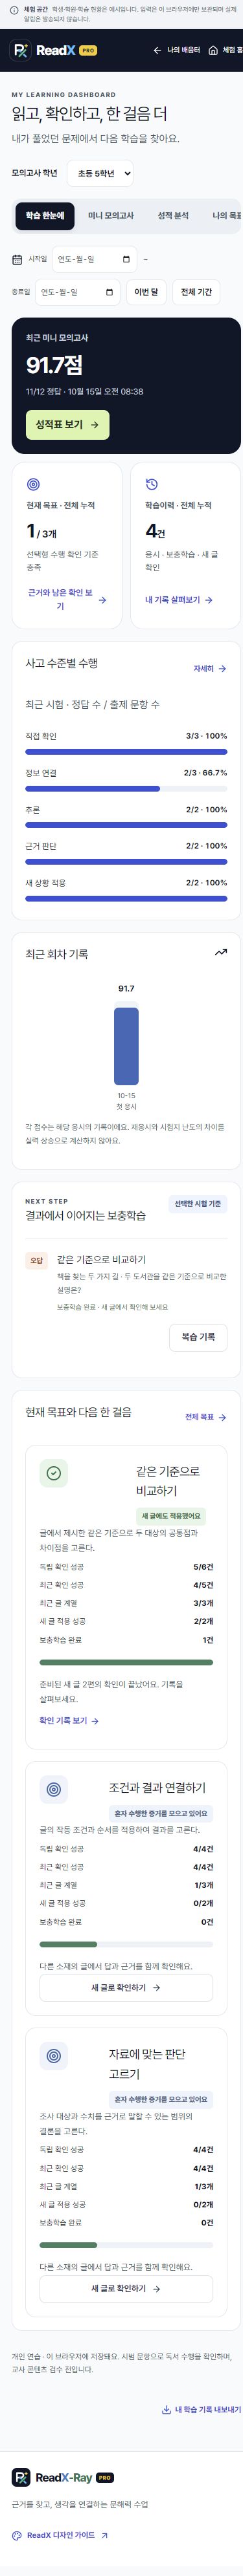 체험 공간 학생·학원·학습 현황은 예시입니다. 입력은 이 브라우저에만 보관되며 실제
발인은 발송되지 않습니다.
ReadX PRO
나의 배움터
체험 홈
MY LEARNING DASHBOARD
읽고, 확인하고, 한 걸음 더
내가 풀었던 문제에서 다음 학습을 찾아요.
모의고사 학년
초등 5학년
학습 한눈에
미니 모의고사
성적 분석
나의 목표
시작일
연도-월-일
~
종료일
연도-월-일
이번 달
전체 기간
최근 미니 모의고사
91.7점
11/12 정답 · 10월 15일 오전 08:38
성적표 보기
현재 목표 · 전체 누적
1 / 3개
선택형 수행 확인 기준
충족
근거와 남은 확인 보
기
학습이력 · 전체 누적
4건
응시 · 보충학습 · 새 글
확인
내 기록 살펴보기
사고 수준별 수행
자세히
최근 시험 · 정답 수 / 출제 문항 수
직접 확인
3/3 · 100%
정보 연결
2/3 · 66.7%
추론
2/2 · 100%
근거 판단
2/2 · 100%
새 상황 적용
2/2 · 100%
최근 회차 기록
91.7
10-15
첫 응시
각 점수는 해당 응시의 기록이에요. 재응시와 시험지 난도의 차이를
실력 상승으로 계산하지 않아요.
NEXT STEP
결과에서 이어지는 보충학습
선택한 시험 기준
오답
같은 기준으로 비교하기
책을 찾는 두 가지 길 · 두 도서관을 같은 기준으로 비교한
설명은?
보충학습 완료 · 새 글에서 확인해 보세요
복습 기록
현재 목표와 다음 한 걸음
전체 목표
같은 기준으로
비교하기
새 글에도 적용했어요
글에서 제시한 같은 기준으로 두 대상의 공통점과
차이점을 고른다.
독립 확인 성공
5/6건
최근 확인 성공
4/5건
최근 글 계열
3/3개
새 글 적용 성공
2/2개
보충학습 완료
1건
준비된 새 글 2편의 확인이 끝났어요. 기록을
살펴보세요.
확인 기록 보기
조건과 결과 연결하기
혼자 수행한 증거를 모으고 있어요
글의 작동 조건과 순서를 적용하여 결과를 고른다.
독립 확인 성공
4/4건
최근 확인 성공
4/4건
최근 글 계열
1/3개
새 글 적용 성공
0/2개
보충학습 완료
0건
다른 소재의 글에서 답과 근거를 함께 확인해요.
새 글로 확인하기
자료에 맞는 판단
고르기
혼자 수행한 증거를 모으고 있어요
조사 대상과 수치를 근거로 말할 수 있는 범위의
결론을 고른다.
독립 확인 성공
4/4건
최근 확인 성공
4/4건
최근 글 계열
1/3개
새 글 적용 성공
0/2개
보충학습 완료
0건
다른 소재의 글에서 답과 근거를 함께 확인해요.
새 글로 확인하기
개인 연습 · 이 브라우저에 저장돼요. 시범 문항으로 독서 수행을 확인하며,
교사 콘텐츠 검수 전입니다.
내 학습 기록 내보내기
ReadX-Ray PRO
근거를 찾고, 생각을 연결하는 문해력 수업
ReadX 디자인 가이드